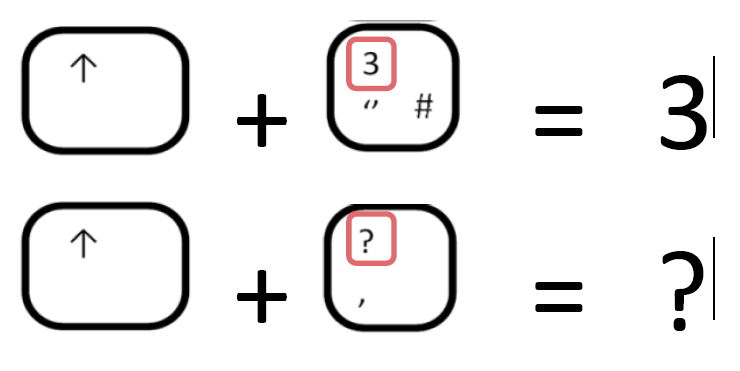 ↑ + 3 " # = 3
↑ + ? , = ?